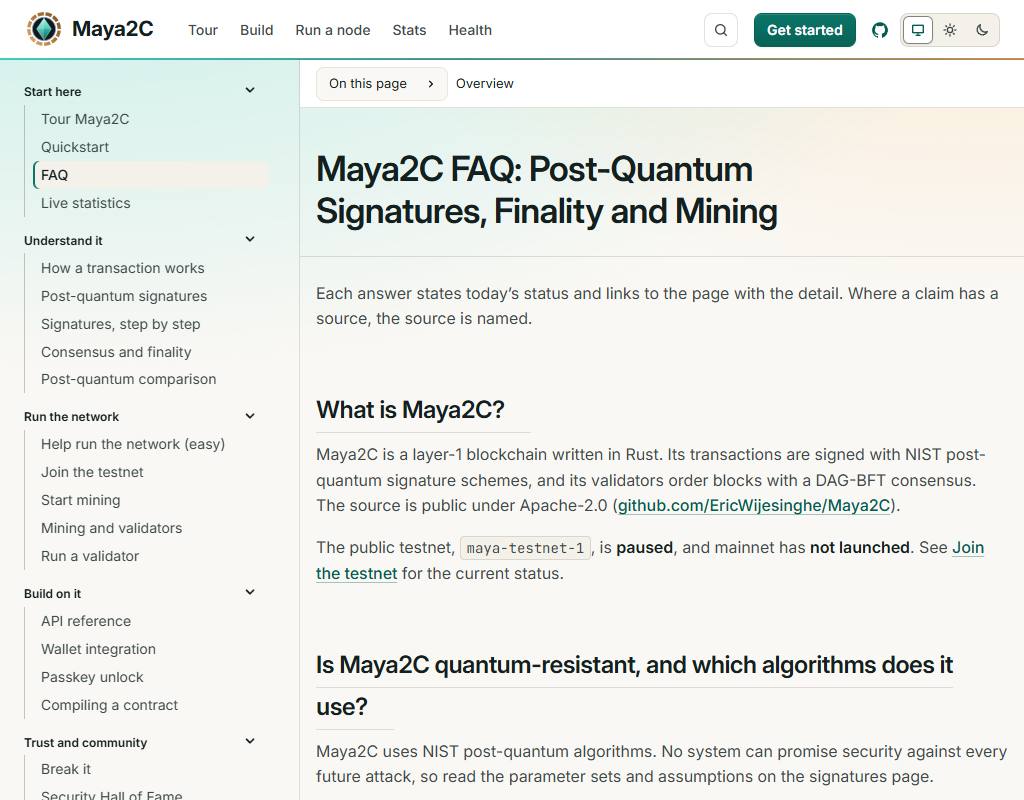 Maya2C
Tour
Build
Run a node
Stats
Health
Get started
Start here
Tour Maya2C
Quickstart
FAQ
Live statistics
Understand it
How a transaction works
Post-quantum signatures
Signatures, step by step
Consensus and finality
Post-quantum comparison
Run the network
Help run the network (easy)
Join the testnet
Start mining
Mining and validators
Run a validator
Build on it
API reference
Wallet integration
Passkey unlock
Compiling a contract
Trust and community
Break it
Security Hall of Fame
On this page
Overview
Maya2C FAQ: Post-Quantum
Signatures, Finality and Mining
Each answer states today’s status and links to the page with the detail. Where a claim has a
source, the source is named.
What is Maya2C?
Maya2C is a layer-1 blockchain written in Rust. Its transactions are signed with NIST post-
quantum signature schemes, and its validators order blocks with a DAG-BFT consensus.
The source is public under Apache-2.0 (github.com/EricWijesinghe/Maya2C).
The public testnet, maya-testnet-1, is paused, and mainnet has not launched. See Join
the testnet for the current status.
Is Maya2C quantum-resistant, and which algorithms does it
use?
Maya2C uses NIST post-quantum algorithms. No system can promise security against every
future attack, so read the parameter sets and assumptions on the signatures page.